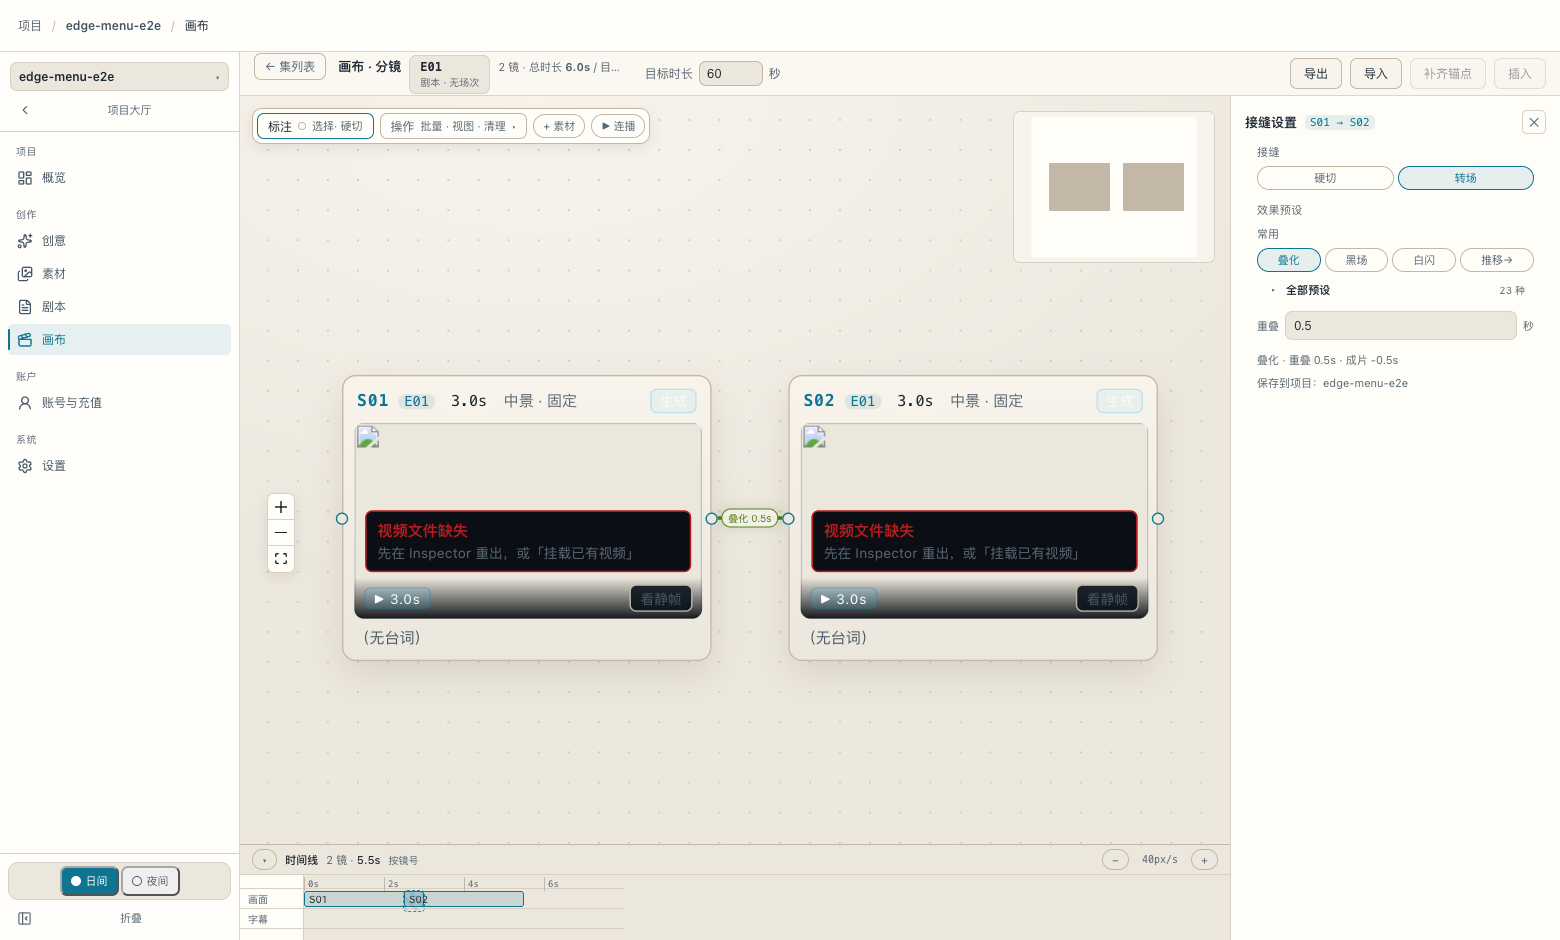 项目 / edge-menu-e2e / 画布
edge-menu-e2e
项目大厅
项目
概览
创作
创意
素材
剧本
画布
账户
账号与充值
系统
设置
日间
夜间
折叠
← 集列表
画布 · 分镜
E01
剧本 · 无场次
2 镜 · 总时长 6.0s / 目…
目标时长
60
秒
导出
导入
补齐锚点
插入
标注 选择· 硬切
操作 批量 · 视图 · 清理
+ 素材
▶ 连播
S01 E01 3.0s 中景 · 固定 生成
视频文件缺失
先在 Inspector 重出，或「挂载已有视频」
▶ 3.0s
看静帧
(无台词)
叠化 0.5s
S02 E01 3.0s 中景 · 固定 生成
视频文件缺失
先在 Inspector 重出，或「挂载已有视频」
▶ 3.0s
看静帧
(无台词)
接缝设置 S01 → S02
接缝
硬切
转场
效果预设
常用
叠化
黑场
白闪
推移→
全部预设
23 种
重叠
0.5
秒
叠化 · 重叠 0.5s · 成片 -0.5s
保存到项目：edge-menu-e2e
时间线 2 镜 · 5.5s 按镜号
− 40px/s +
0s 2s 4s 6s
画面 S01 S02
字幕